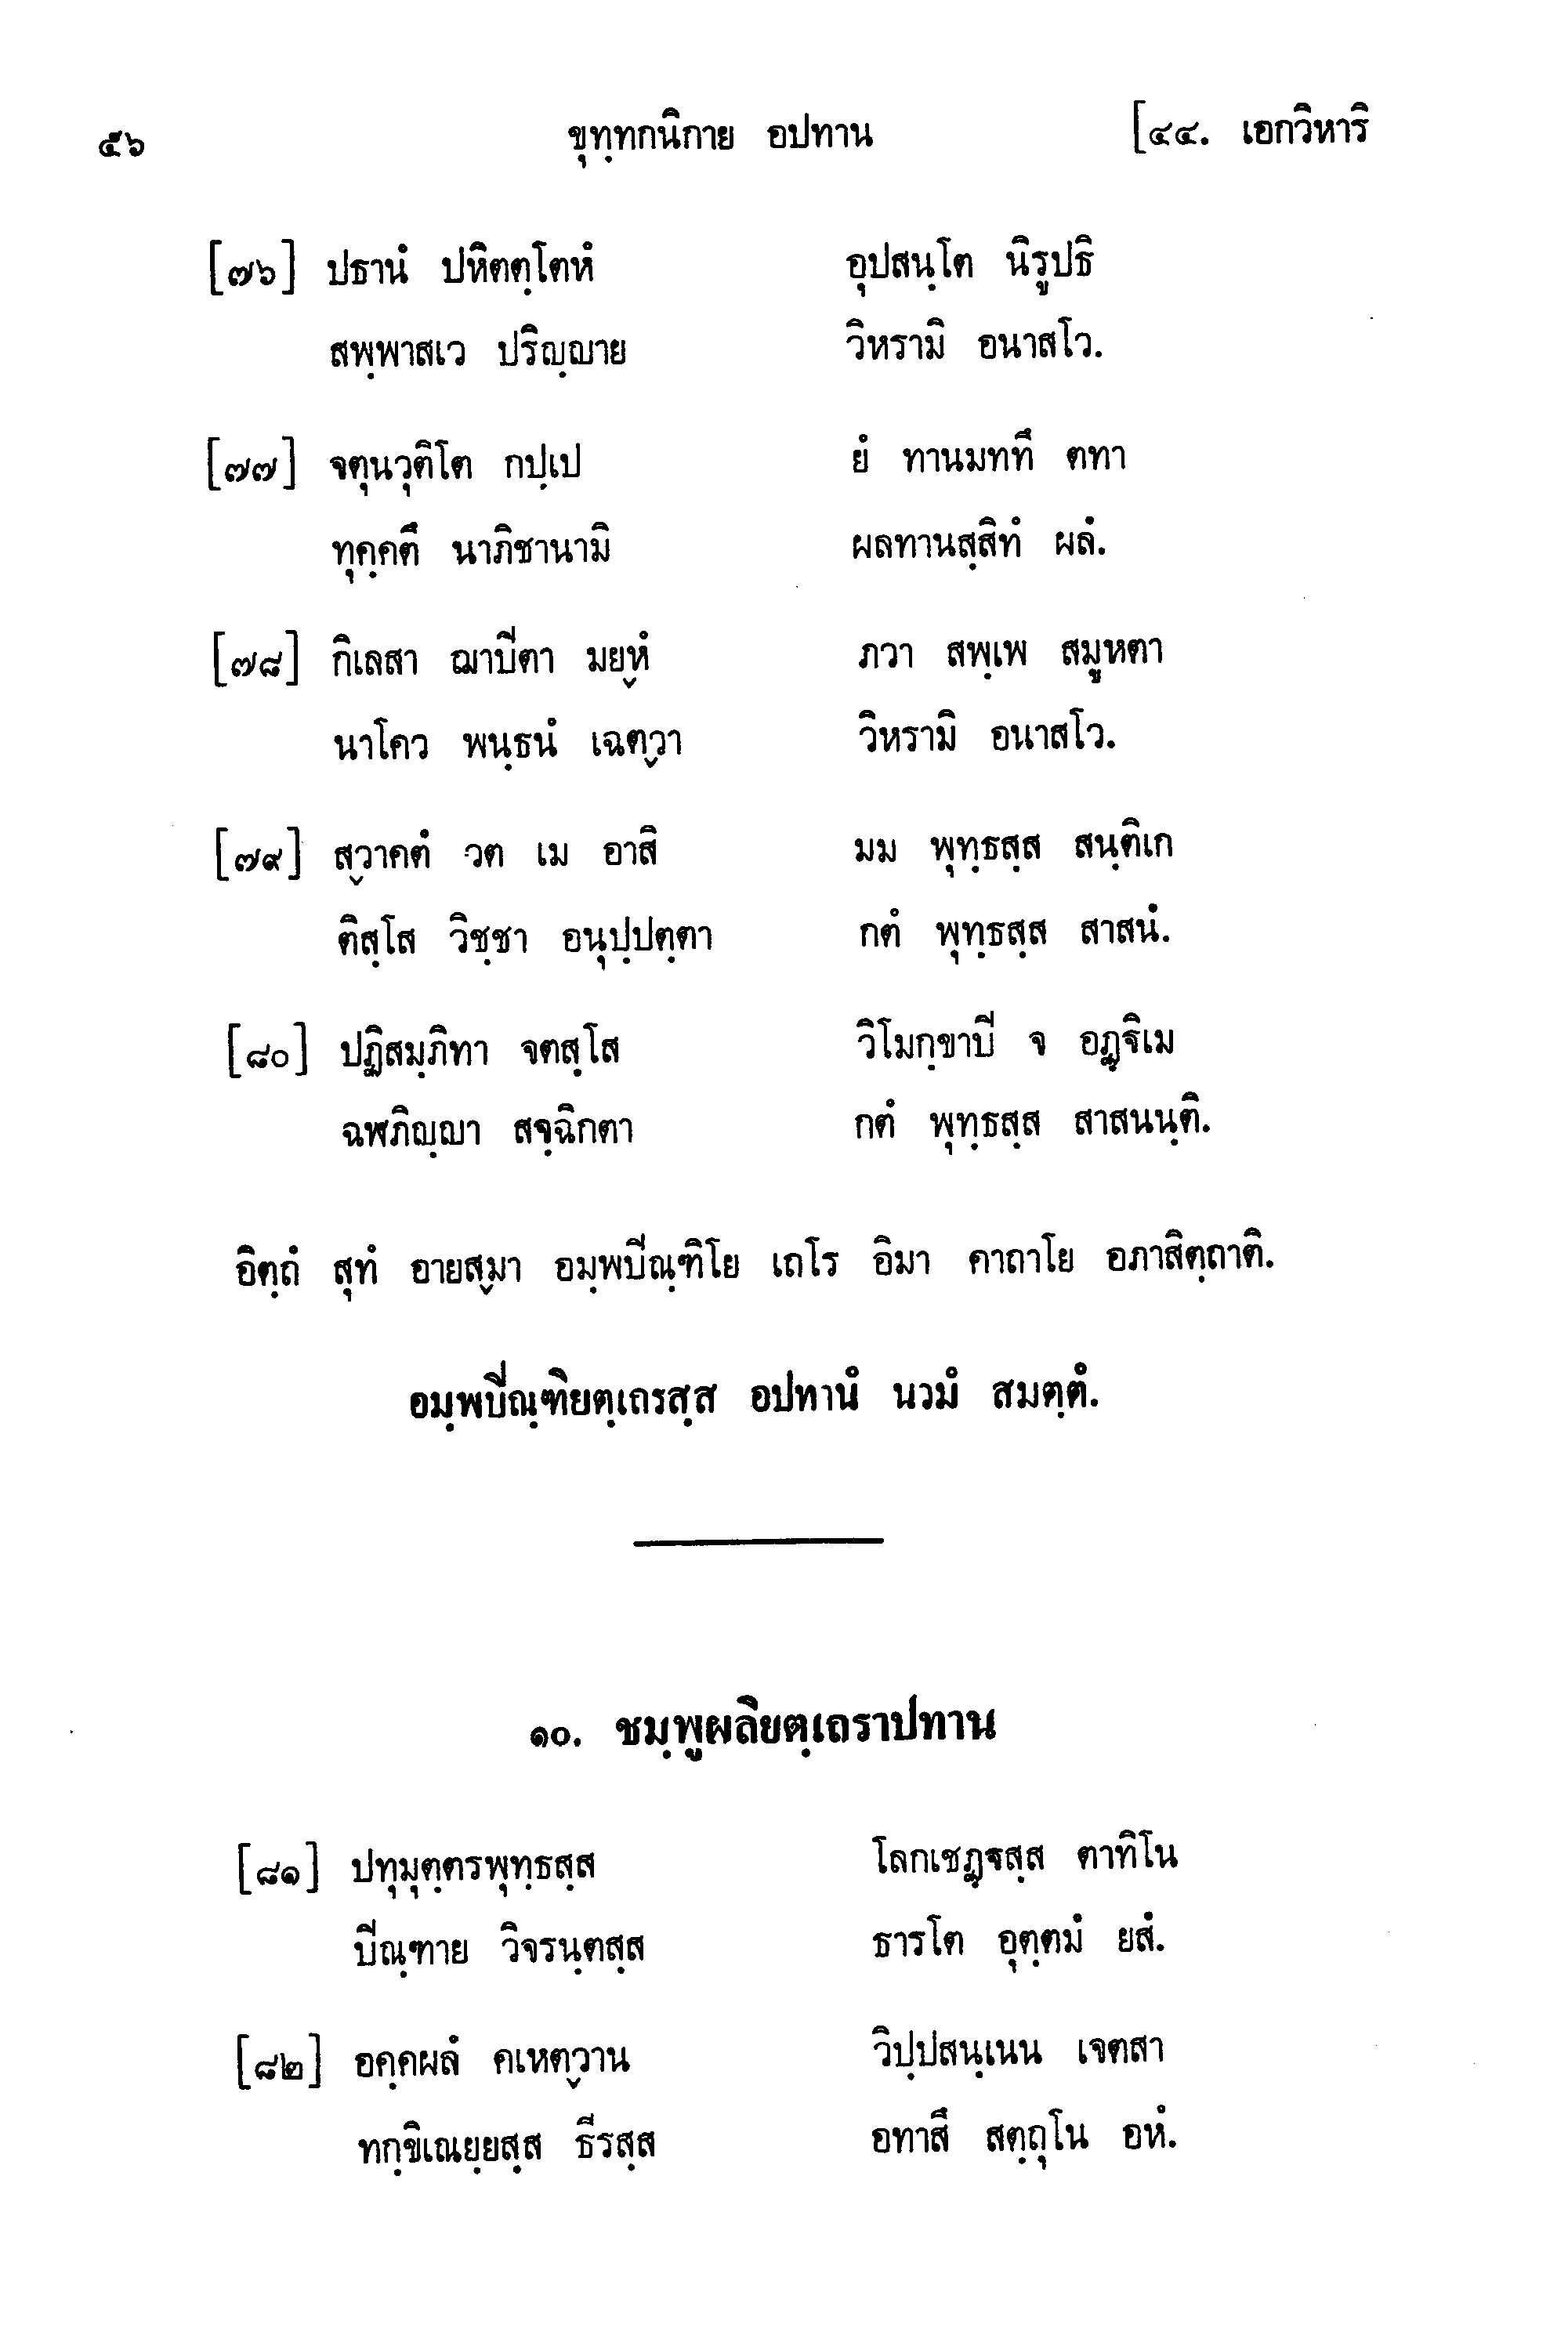 ๕๖ ขุทฺทกนิกาย อปทาน [๔๔. เอกวิหาริ
[๗๖] ปธานํ ปหิตตฺโตหํ อุปสนฺโต นิรูปธิ
สพฺพาสเว ปริญฺญาย วิหรามิ อนาสโว.
[๗๗] จตุนวุติโต กปฺเป ยํ ทานมททึ ตทา
ทุคฺคตึ นาภิชานามิ ผลทานสฺสิทํ ผลํ.
[๗๘] กิเลสา ฌาปิตา มยฺหํ ภวา สพฺเพ สมูหตา
นาโคว พนฺธนํ เฉตฺวา วิหรามิ อนาสโว.
[๗๙] สฺวาคตํ วต เม อาสิ มม พุทฺธสฺส สนฺติเก
ติสฺโส วิชฺชา อนุปฺปตฺตา กตํ พุทฺธสฺส สาสนํ.
[๘๐] ปฏิสมฺภิทา จตสฺโส วิโมกฺขาปิ จ อฏฺฐิเม
ฉฬภิญฺญา สจฺฉิกตา กตํ พุทฺธสฺส สาสนนฺติ.
อิตฺถํ สุทํ อายสฺมา อมฺพปิณฺฑิโย เถโร อิมา คาถาโย อภาสิตฺถาติ.
อมฺพปิณฺฑิยตฺเถรสฺส อปทานํ นวมํ สมตฺตํ.
๑๐. ชมฺพูผลิยตฺเถราปทาน
[๘๑] ปทุมุตฺตรพุทฺธสฺส โลกเชฏฺฐสฺส ตาทิโน
ปิณฺฑาย วิจรนฺตสฺส ธารโต อุตฺตมํ ยสํ.
[๘๒] อคฺคผลํ คเหตฺวาน วิปฺปสนฺเนน เจตสา
ทกฺขิเณยฺยสฺส ธีรสฺส อทาสึ สตฺถุโน อหํ.